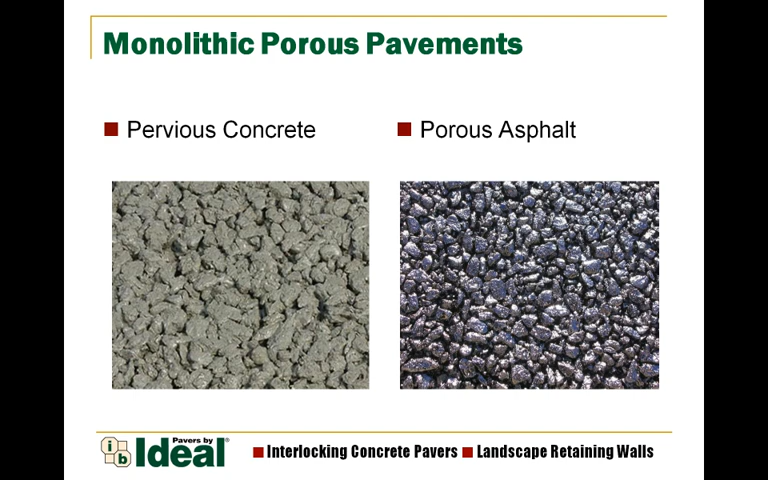 Monolithic Porous Pavements
Pervious Concrete
Porous Asphalt
i
b
Pavers by
Ideal®
Interlocking Concrete Pavers
Landscape Retaining Walls